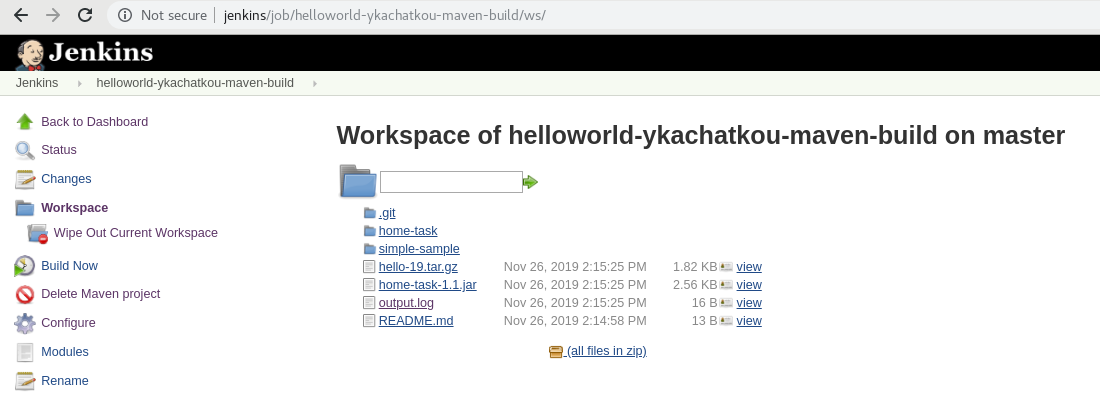 Not secure | jenkins/job/helloworld-ykachatkou-maven-build/ws/
Jenkins
Jenkins helloworld-ykachatkou-maven-build
Back to Dashboard
Status
Changes
Workspace
Wipe Out Current Workspace
Build Now
Delete Maven project
Configure
Modules
Rename
Workspace of helloworld-ykachatkou-maven-build on master
.git
home-task
simple-sample
hello-19.tar.gz Nov 26, 2019 2:15:25 PM 1.82 KB view
home-task-1.1.jar Nov 26, 2019 2:15:25 PM 2.56 KB view
output.log Nov 26, 2019 2:15:25 PM 16 B view
README.md Nov 26, 2019 2:14:58 PM 13 B view
(all files in zip)